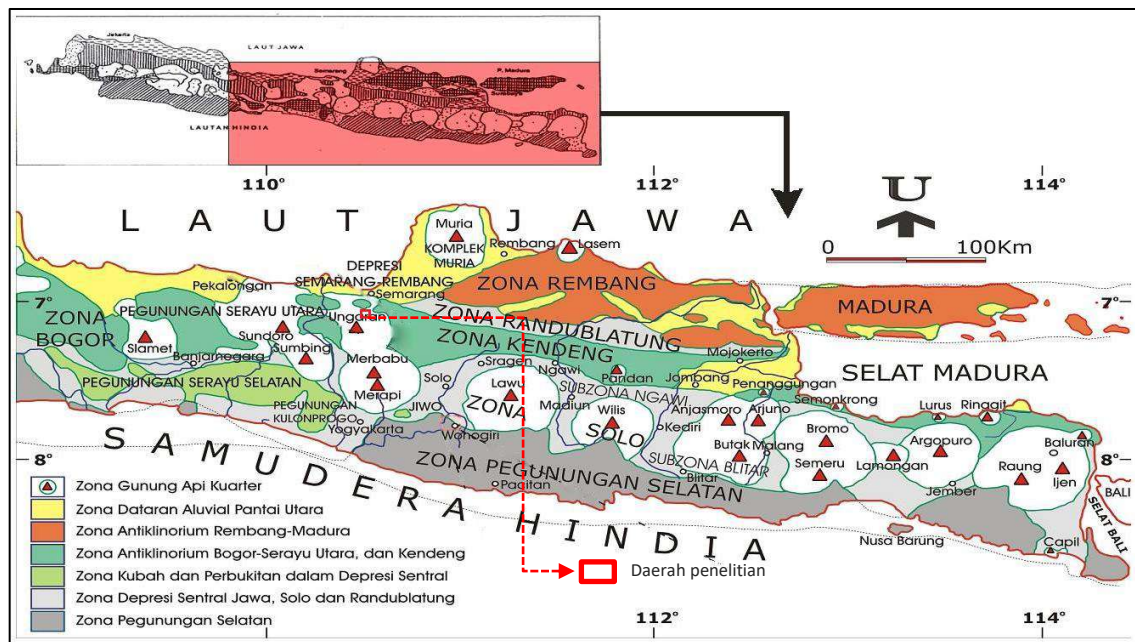 Jakarta
LAUT JAWA
Semarang
P. Madura
LAUTAN HINDIA
110°
112°
114°
U
0 100Km
LAUT JAWA
Muria
KOMPLEK
MURIA
Rembang
Lasem
DEPRESI
SEMARANG-REMBANG
Semarang
Pekalongan
ZONA REMBANG
MADURA
7°
7°
ZONA
BOGOR
PEGUNUNGAN SERAYU UTARA
Ungaran
ZONA RANDUBLATUNG
ZONA KENDENG
Mojokerto
SELAT MADURA
Slamet
Sundoro
Banjarnegara
Sumbing
Merbabu
Merapi
PEGUNUNGAN SERAYU SELATAN
PEGUNUNGAN
KULONPROGO
Yogyakarta
JIWO
Solo
Sragen
Ngawi
Pandan
Jombang
Penanggungan
Semonkrong
Lurus
Ringgit
Lawu
ZONA
SOLO
SUBZONA NGAWI
Madiun
Wilis
Kediri
Anjasmoro
Arjuno
Butak
Malang
Bromo
Semeru
Lamongan
Argopuro
Baluran
Raung
Ijen
Wonogiri
SUBZONA BLITAR
Blitar
Jember
BALI
SELAT BALI
8°
8°
ZONA PEGUNUNGAN SELATAN
Pacitan
SAMUDERA HINDIA
Nusa Barung
Capil
Zona Gunung Api Kuarter
Zona Dataran Aluvial Pantai Utara
Zona Antiklinorium Rembang-Madura
Zona Antiklinorium Bogor-Serayu Utara, dan Kendeng
Zona Kubah dan Perbukitan dalam Depresi Sentral
Zona Depresi Sentral Jawa, Solo dan Randublatung
Zona Pegunungan Selatan
Daerah penelitian
112°
114°